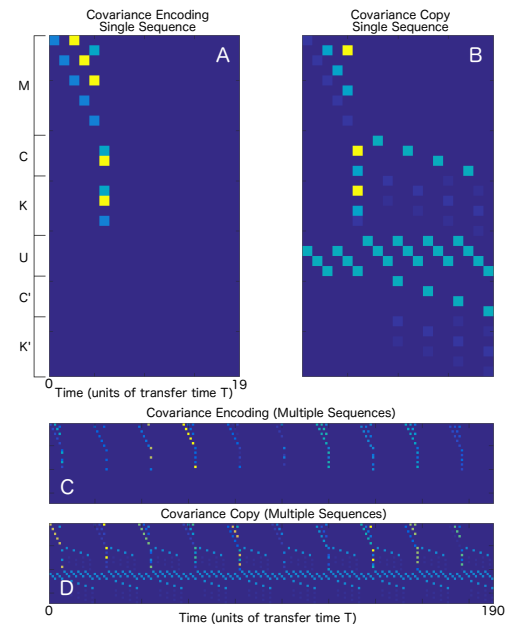 Covariance Encoding
Single Sequence
Covariance Copy
Single Sequence
A
B
M
C
K
U
C'
K'
0
Time (units of transfer time T)
19
Covariance Encoding (Multiple Sequences)
C
Covariance Copy (Multiple Sequences)
D
0
Time (units of transfer time T)
190